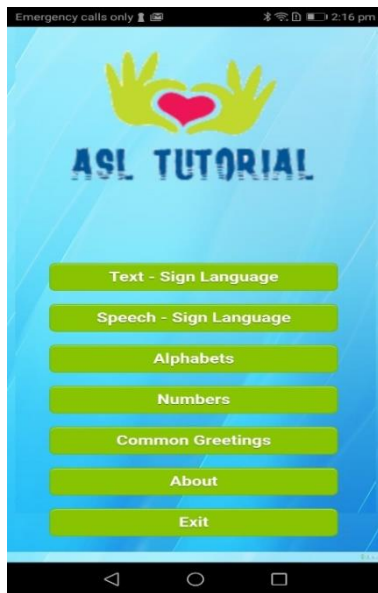 Emergency calls only
2:16 pm
ASL TUTORIAL
Text - Sign Language
Speech - Sign Language
Alphabets
Numbers
Common Greetings
About
Exit